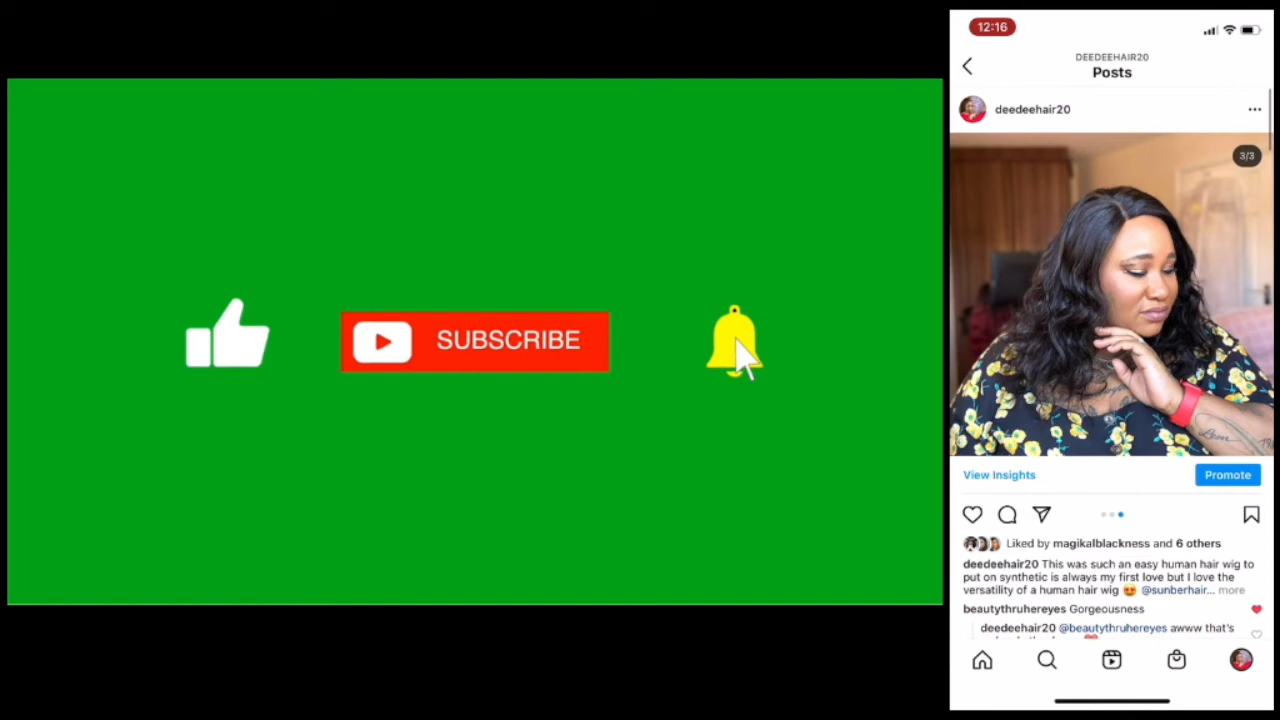 SUBSCRIBE
12:16
DEEDEEHAIR20
Posts
deedeehair20
3/3
View Insights
Promote
Liked by magikalblackness and 6 others
deedeehair20 This was such an easy human hair wig to
put on synthetic is always my first love but I love the
versatility of a human hair wig 😍 @sunberhair... more
beautythruhereyes Gorgeousness
deedeehair20 @beautythruhereyes awww that's